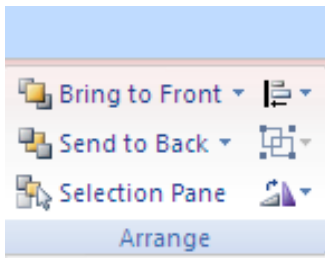 Bring to Front
Send to Back
Selection Pane
Arrange